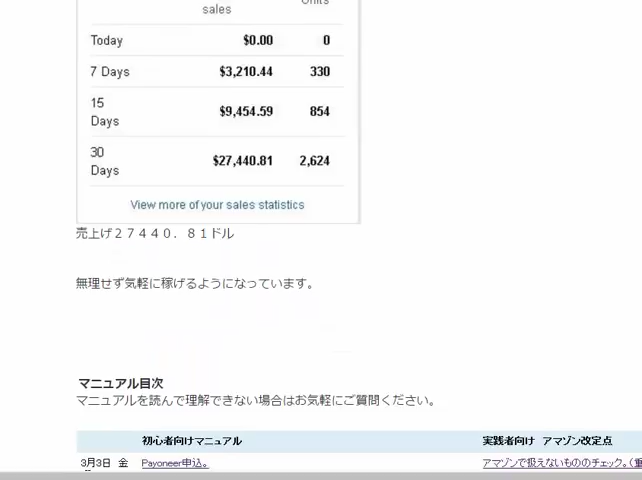 sales
Units
Today $0.00 0
7 Days $3,210.44 330
15 Days $9,454.59 854
30 Days $27,440.81 2,624
View more of your sales statistics
売上げ２７４４０．８１ドル
無理せず気軽に稼げるようになっています。
マニュアル目次
マニュアルを読んで理解できない場合はお気軽にご質問ください。
初心者向けマニュアル 実践者向け アマゾン改定点
3月3日 金 Payoneer申込。 アマゾンで扱えないもののチェック。（重